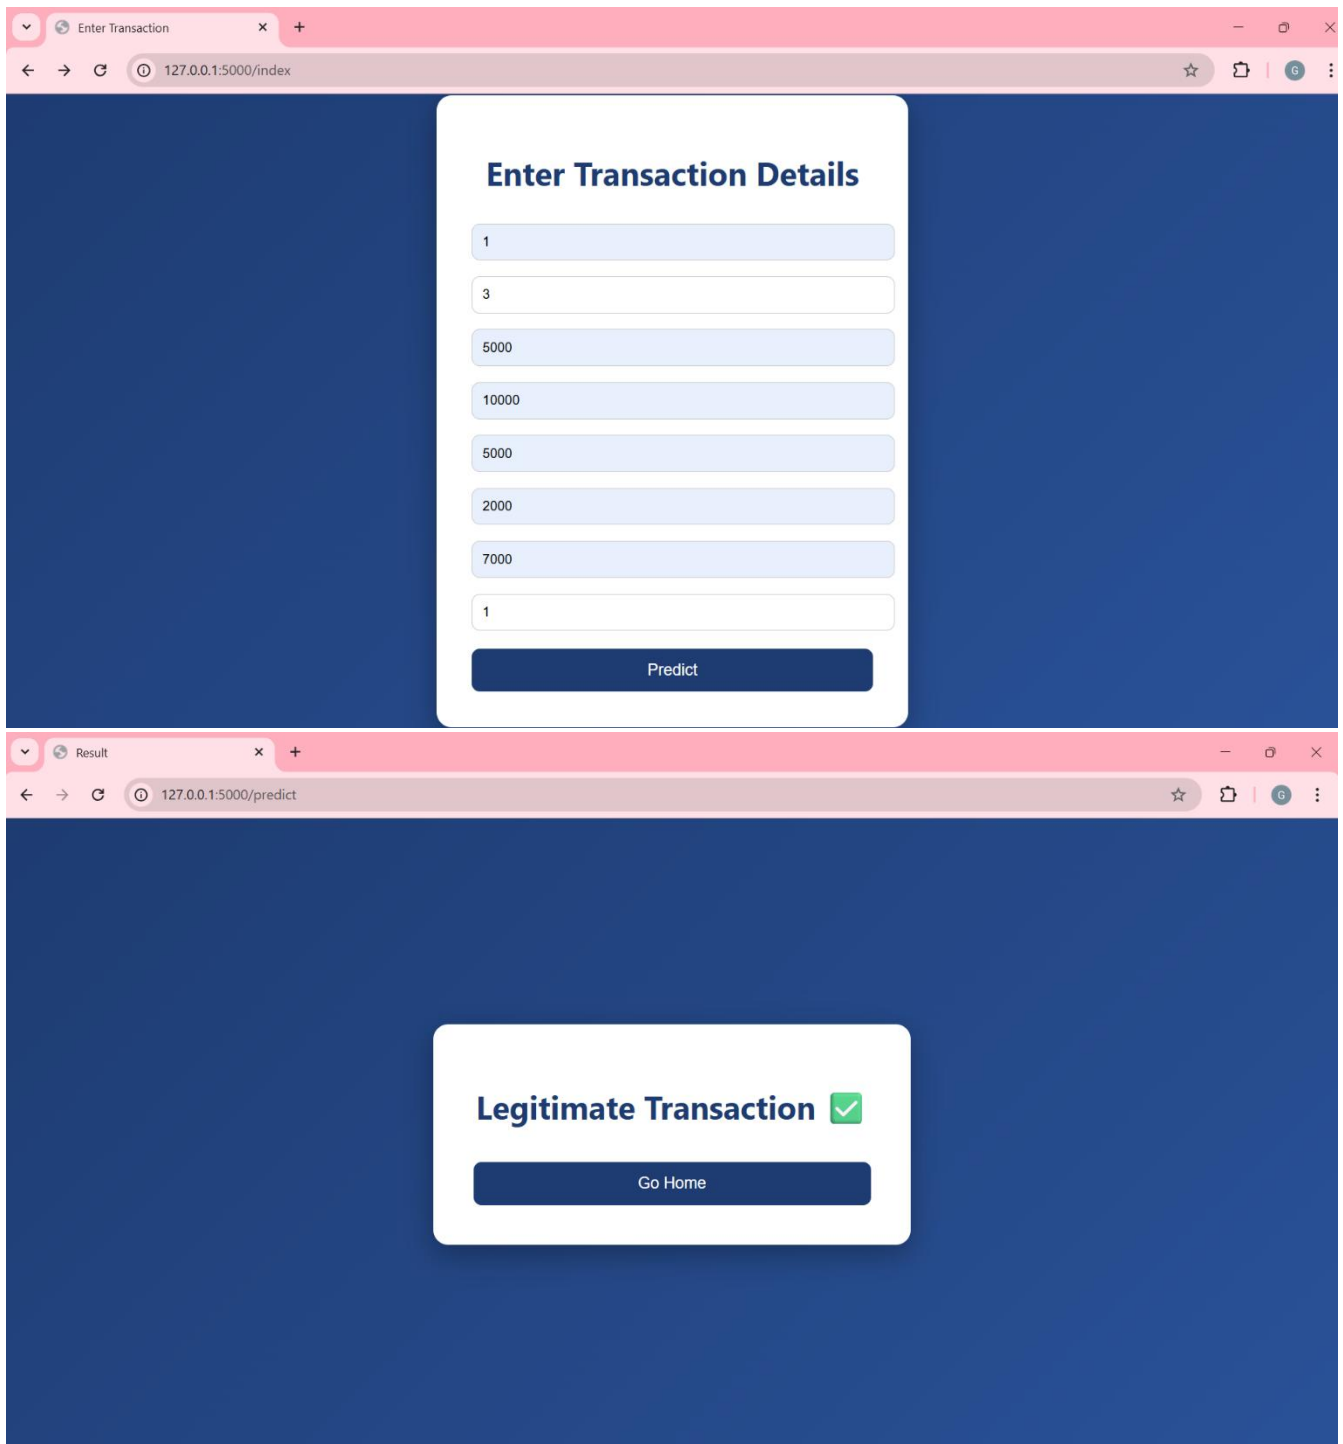 Enter Transaction
127.0.0.1:5000/index
G
Enter Transaction Details
1
3
5000
10000
5000
2000
7000
1
Predict
Result
127.0.0.1:5000/predict
G
Legitimate Transaction ✅
Go Home